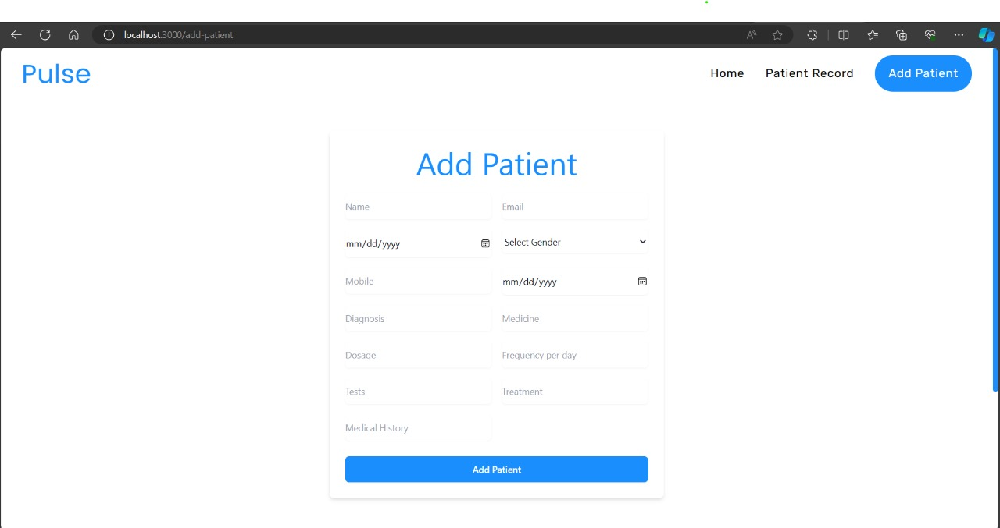 localhost:3000/add-patient
Pulse
Home Patient Record Add Patient
Add Patient
Name Email
mm/dd/yyyy Select Gender
Mobile mm/dd/yyyy
Diagnosis Medicine
Dosage Frequency per day
Tests Treatment
Medical History
Add Patient